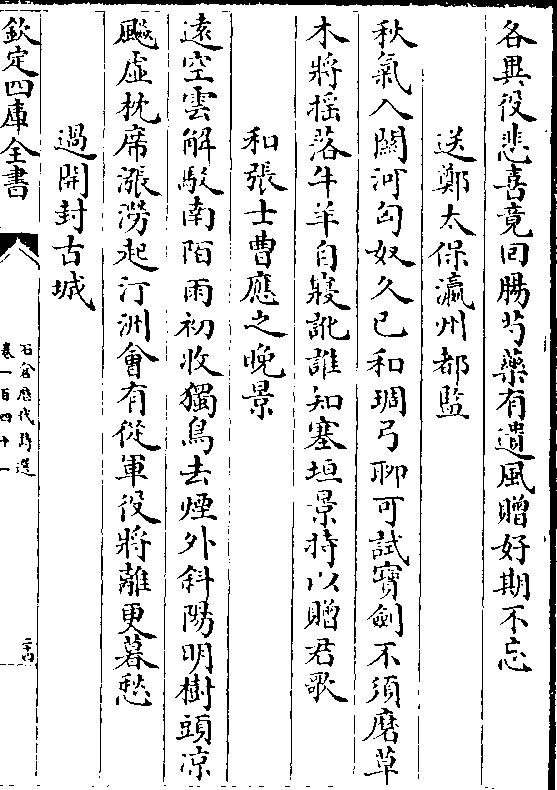 各異役悲喜竟回腸芍藥有遺風贈好期不忘
送鄭太保瀛州都監
秋氣入關河匈奴久已和琱弓聊可試寳劍不須磨草
木將揺落牛羊自寢訛誰知塞垣景持以贈君歌
和張士曹應之晚景
遠空雲解駮南陌雨初收獨鳥去煙外斜陽明樹頭凉
飈虛枕席漲潦起汀洲會有從軍役將離更暮愁
過開封古城
欽定四庫全書
石倉歷代詩選
卷一百四十一